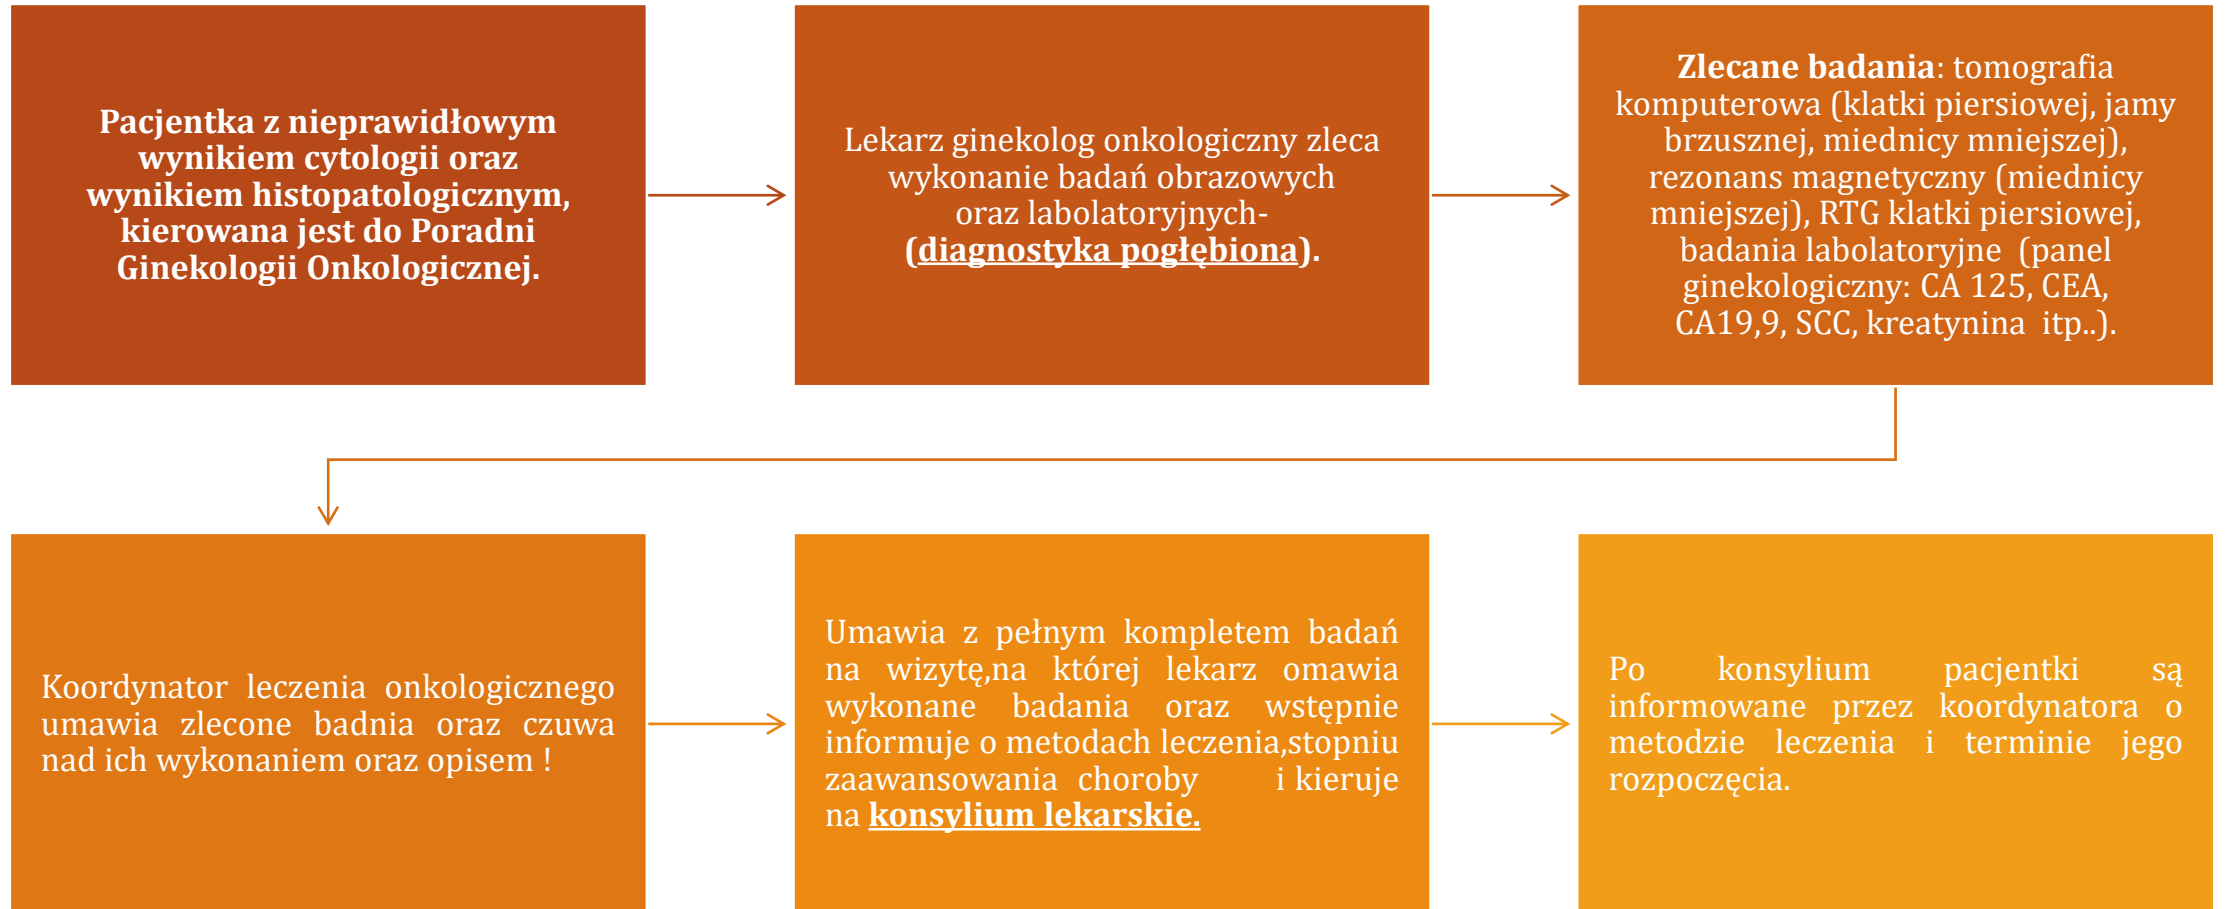 Pacjentka z nieprawidłowym
wynikiem cytologii oraz
wynikiem histopatologicznym,
kierowana jest do Poradni
Ginekologii Onkologicznej.
Lekarz ginekolog onkologiczny zleca
wykonanie badań obrazowych
oraz labolatoryjnych-
(diagnostyka pogłębiona).
Zlecane badania: tomografia
komputerowa (klatki piersiowej, jamy
brzusznej, miednicy mniejszej),
rezonans magnetyczny (miednicy
mniejszej), RTG klatki piersiowej,
badania labolatoryjne (panel
ginekologiczny: CA 125, CEA,
CA19,9, SCC, kreatynina itp..).
Koordynator leczenia onkologicznego
umawia zlecone badnia oraz czuwa
nad ich wykonaniem oraz opisem !
Umawia z pełnym kompletem badań
na wizytę,na której lekarz omawia
wykonane badania oraz wstępnie
informuje o metodach leczenia,stopniu
zaawansowania choroby i kieruje
na konsylium lekarskie.
Po konsylium pacjentki są
informowane przez koordynatora o
metodzie leczenia i terminie jego
rozpoczęcia.